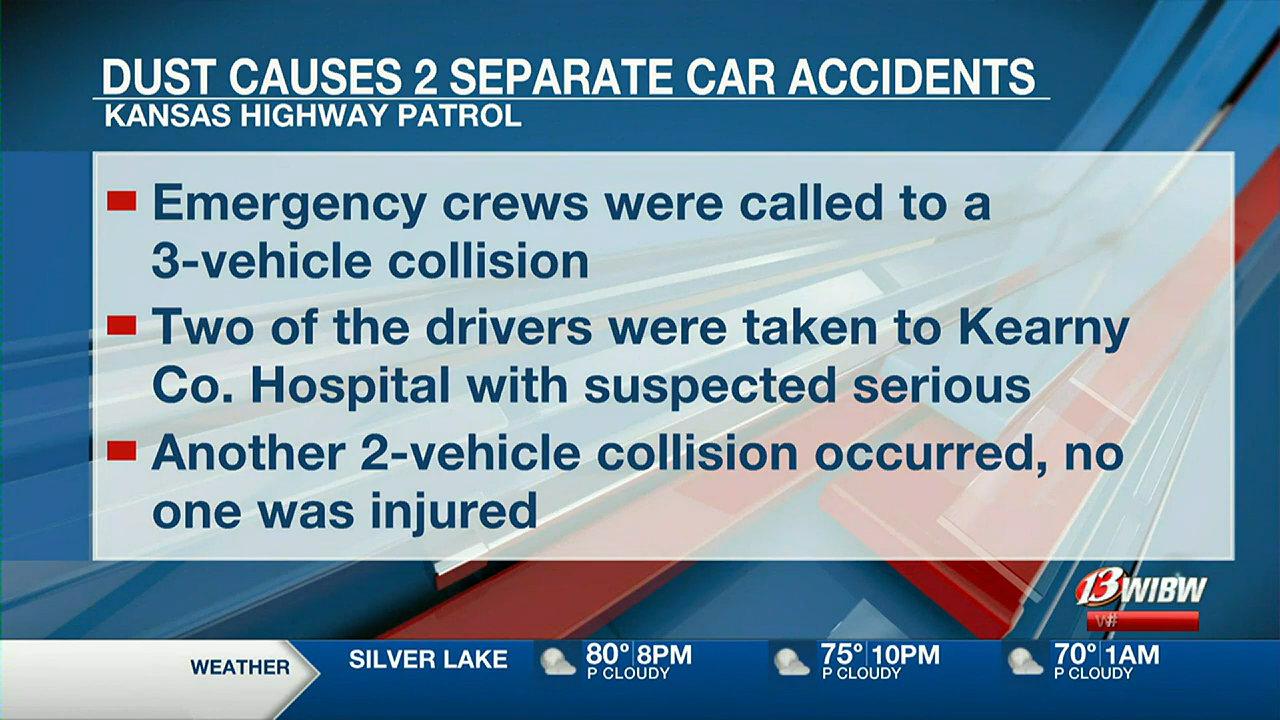 DUST CAUSES 2 SEPARATE CAR ACCIDENTS
KANSAS HIGHWAY PATROL
Emergency crews were called to a
3-vehicle collision
Two of the drivers were taken to Kearny
Co. Hospital with suspected serious
Another 2-vehicle collision occurred, no
one was injured
13 WIBW
WEATHER
SILVER LAKE
80° 8PM
P CLOUDY
75° 10PM
P CLOUDY
70° 1AM
P CLOUDY